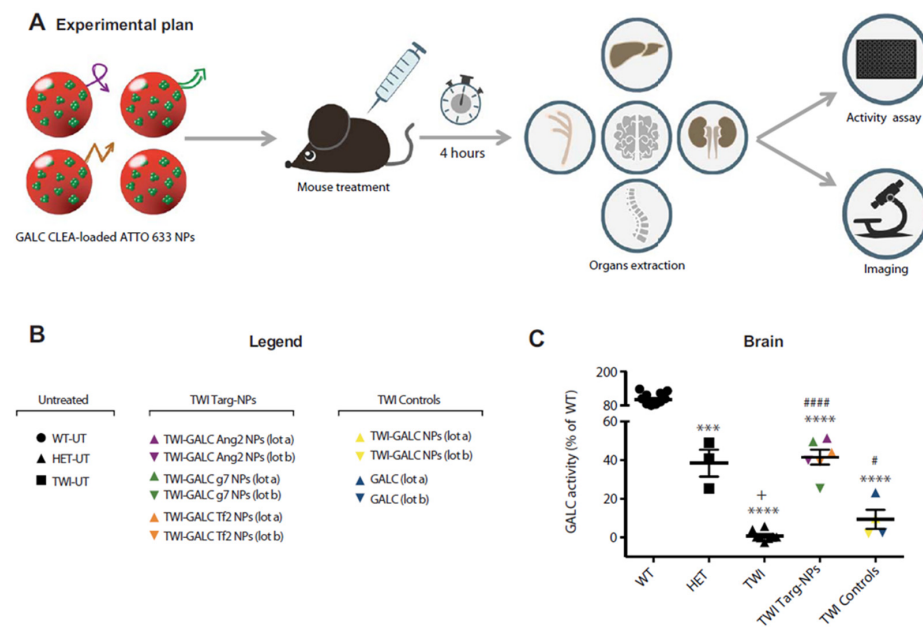 A Experimental plan
4 hours
Mouse treatment
Activity assay
GALC CLEA-loaded ATTO 633 NPs
Organs extraction
Imaging
B
Legend
Untreated
WT-UT
HET-UT
TWI-UT
TWI Targ-NPs
TWI-GALC Ang2 NPs (lot a)
TWI-GALC Ang2 NPs (lot b)
TWI-GALC g7 NPs (lot a)
TWI-GALC g7 NPs (lot b)
TWI-GALC Tf2 NPs (lot a)
TWI-GALC Tf2 NPs (lot b)
TWI Controls
TWI-GALC NPs (lot a)
TWI-GALC NPs (lot b)
GALC (lot a)
GALC (lot b)
C
Brain
GALC activity (% of WT)
200
80
60
40
20
0
***
+
****
####
****
#
****
WT
HET
TWI
TWI Targ-NPs
TWI Controls